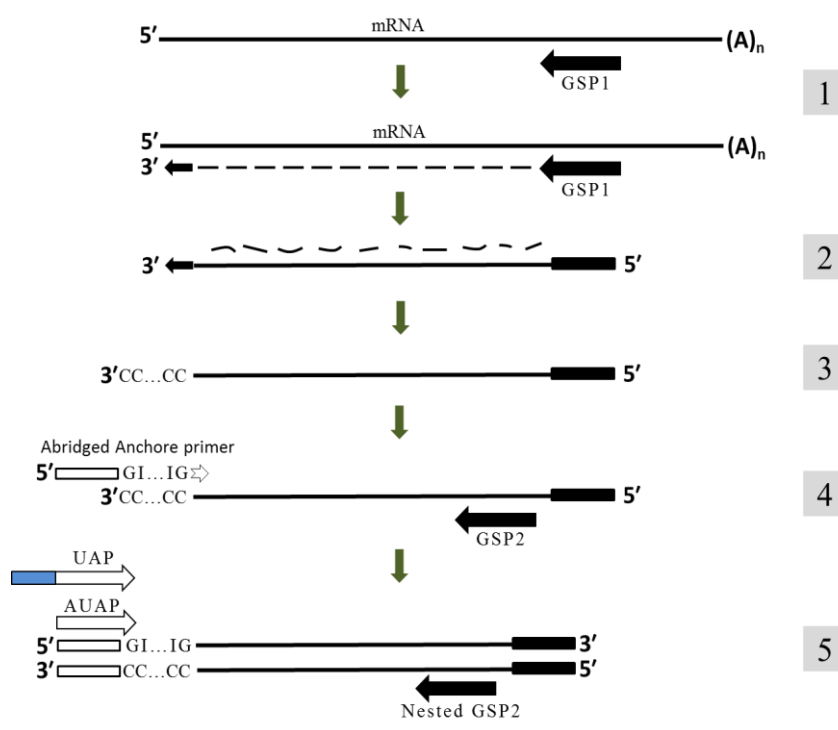 mRNA
5′ (A)n
GSP1
1
mRNA
5′ (A)n
3′ GSP1
3′ 5′
2
3′CC...CC 5′
3
Abridged Anchore primer
5′ GI...IG
3′CC...CC 5′
GSP2
4
UAP
AUAP
5′ GI...IG 3′
3′ CC...CC 5′
Nested GSP2
5